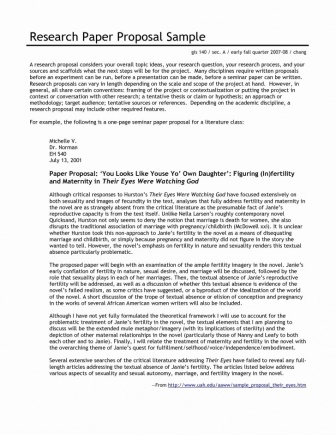 Research Paper Proposal Sample
gis 140 / sec. A / early fall quarter 2007-08 / chang
A research proposal considers your overall topic ideas, your research question, your research process, and your
sources and scaffolds what the next steps will be for the project. Many disciplines require written proposals
before an experiment can be run, before a presentation can be made, before a seminar paper can be written.
Research proposals can vary in length depending on the scale and scope of the project at hand. However, in
general, all share certain conventions: framing of the project or contextualizing or putting the project in
context or conversation with other research; a tentative thesis or claim or hypothesis; an approach or
methodology; target audience; tentative sources or references. Depending on the academic discipline, a
research proposal may include other required features.
For example, the following is a one-page seminar paper proposal for a literature class:
Michelle V.
Dr. Norman
EH 540
July 13, 2001
Paper Proposal: ‘You Looks Like Youse Yo’ Own Daughter’: Figuring (In)fertility
and Maternity in Their Eyes Were Watching God
Although critical responses to Hurston's Their Eyes Were Watching God have focused extensively on
both sexuality and images of fecundity in the text, analyses that fully address fertility and maternity in
the novel are as strangely absent from the critical literature as the presumable fact of Janie's
reproductive capacity is from the text itself. Unlike Nella Larsen's roughly contemporary novel
Quicksand, Hurston not only seems to deny the notion that marriage is death for women, she also
disrupts the traditional association of marriage with pregnancy/childbirth (McDowell xxi). It is unclear
whether Hurston took this non-approach to Janie's fertility in the novel as a means of disequating
marriage and childbirth, or simply because pregnancy and maternity did not figure in the story she
wanted to tell. However, the novel's emphasis on fertility in nature and sexuality renders this textual
absence particularly problematic.
The proposed paper will begin with an examination of the ample fertility imagery in the novel. Janie's
early conflation of fertility in nature, sexual desire, and marriage will be discussed, followed by the
role that sexuality plays in each of her marriages. Then, the textual absence of Janie's reproductive
fertility will be addressed, as well as a discussion of whether this textual absence is evidence of the
novel's failed realism, as some critics have suggested, or a byproduct of the idealization of the world
of the novel. A short discussion of the trope of textual absence or elision of conception and pregnancy
in the works of several African American women writers will also be included.
Although I have not yet fully formulated the theoretical framework I will use to account for the
problematic treatment of Janie's fertility in the novel, the textual elements that I am planning to
discuss will be the extended mule metaphor/imagery (with its implications of sterility) and the
depiction of other maternal relationships in the novel (particularly those of Nanny and Leafy to both
each other and to Janie). Finally, I will relate the treatment of maternity and fertility in the novel with
the overarching theme of Janie's quest for fulfillment/selfhood/voice/independence/embodiment.
Several extensive searches of the critical literature addressing Their Eyes have failed to reveal any full-
length articles addressing the textual absence of Janie's childbirth. The articles listed below address
various aspects of sexuality and sexual autonomy, marriage, and fertility imagery in the novel.
--From http://www.uah.edu/aaww/sample_proposal_their_eyes.htm